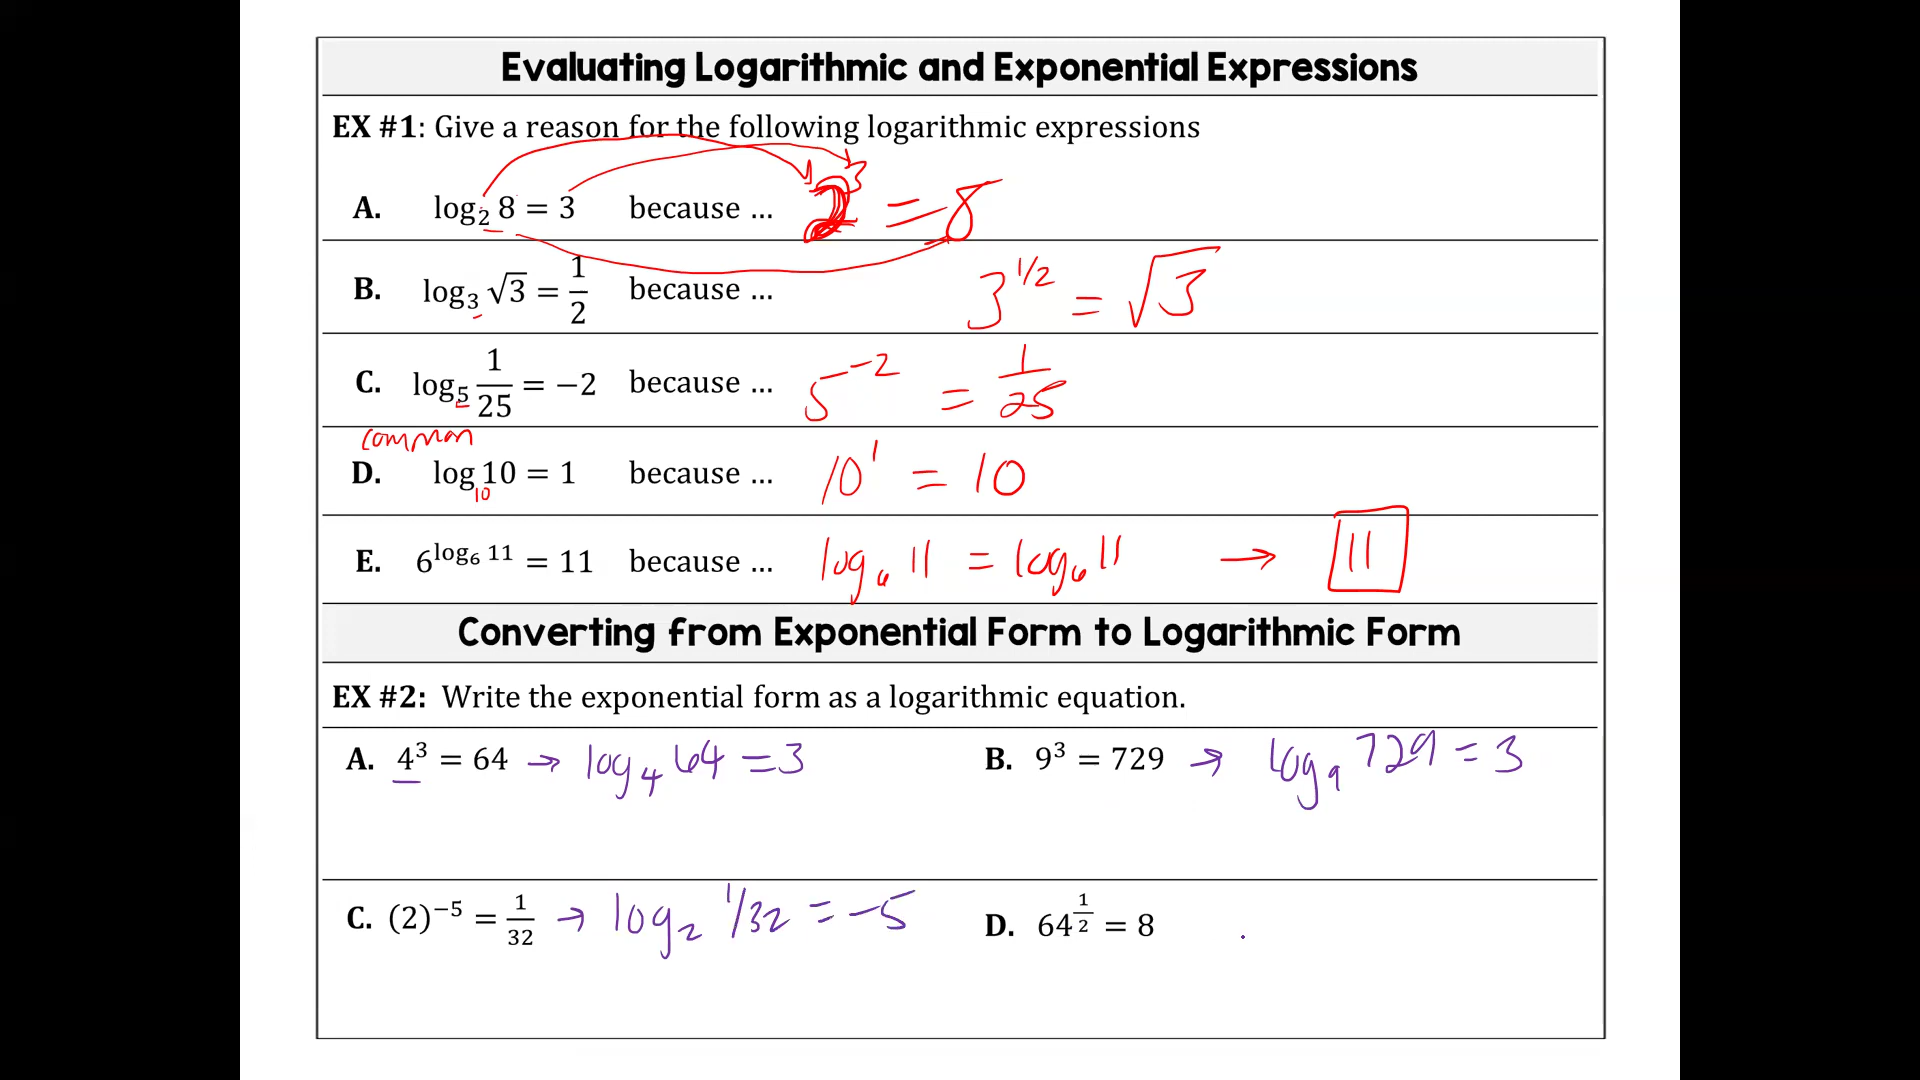 Evaluating Logarithmic and Exponential Expressions
EX #1: Give a reason for the following logarithmic expressions
A. log₂ 8 = 3 because ... 2³ = 8
B. log₃ √3 = 1/2 because ... 3^1/2 = √3
C. log₅ 1/25 = −2 because ... 5⁻² = 1/25
common
D. log₁₀ 10 = 1 because ... 10¹ = 10
E. 6^log₆ 11 = 11 because ... log₆ 11 = log₆ 11 → 11
Converting from Exponential Form to Logarithmic Form
EX #2: Write the exponential form as a logarithmic equation.
A. 4³ = 64 → log₄ 64 = 3
B. 9³ = 729 → log₉ 729 = 3
C. (2)⁻⁵ = 1/32 → log₂ 1/32 = −5
D. 64^1/2 = 8